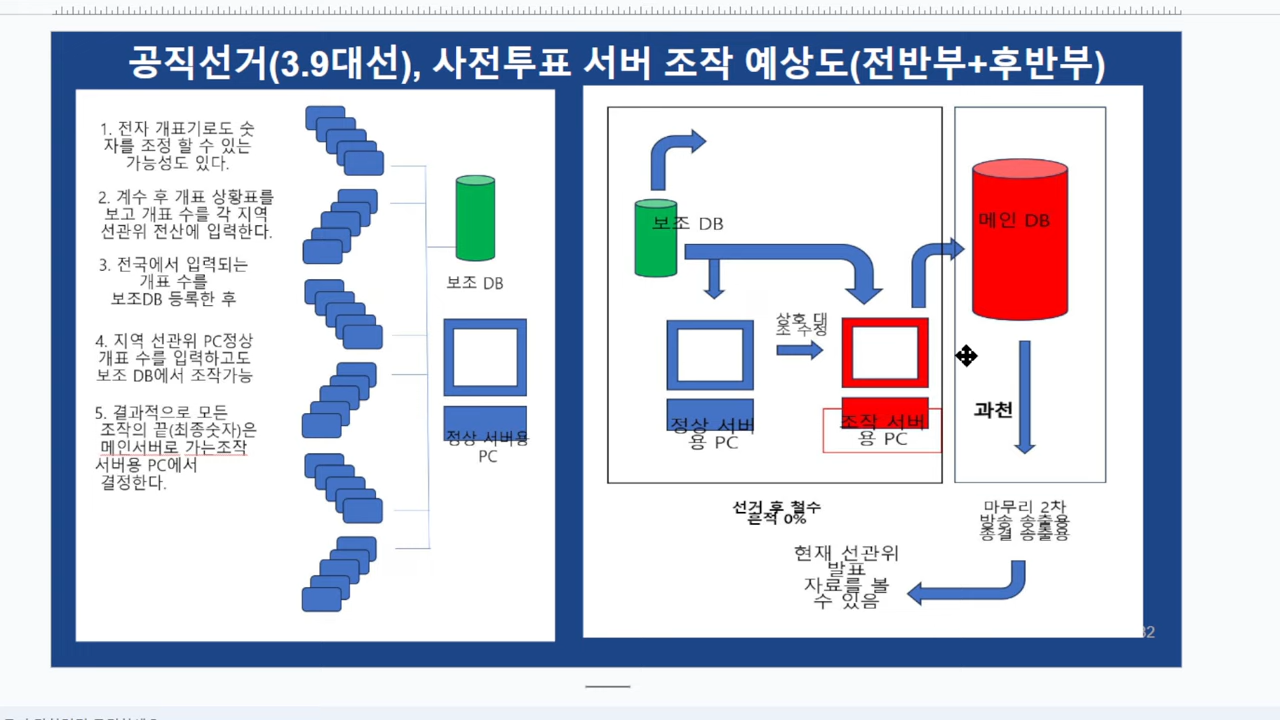 공직선거(3.9대선), 사전투표 서버 조작 예상도(전반부+후반부)
1. 전자 개표기로도 숫
자를 조정 할 수 있는
가능성도 있다.
2. 계수 후 개표 상황표를
보고 개표 수를 각 지역
선관위 전산에 입력한다.
3. 전국에서 입력되는
개표 수를
보조DB 등록한 후
4. 지역 선관위 PC정상
개표 수를 입력하고도
보조 DB에서 조작가능
5. 결과적으로 모든
조작의 끝(최종숫자)은
메인서버로 가는조작
서버용 PC에서
결정한다.
보조 DB
정상 서버용
PC
보조 DB
상호 대
조 수정
정상 서버
용 PC
조작 서버
용 PC
메인 DB
과천
선거 후 철수
흔적 0%
마무리 2차
방송 송출용
종결 송출용
현재 선관위
발표
자료를 볼
수 있음
32